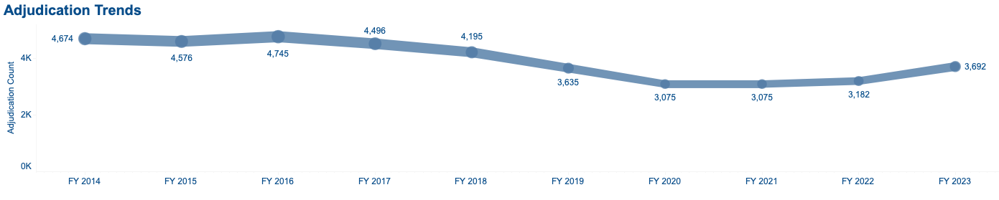 Adjudication Trends
4,496
4,195
4,674
4,576
4,745
4K
Adjudication Count
3,635
3,075
3,075
3,182
3,692
2K
0K
FY 2014 FY 2015 FY 2016 FY 2017 FY 2018 FY 2019 FY 2020 FY 2021 FY 2022 FY 2023